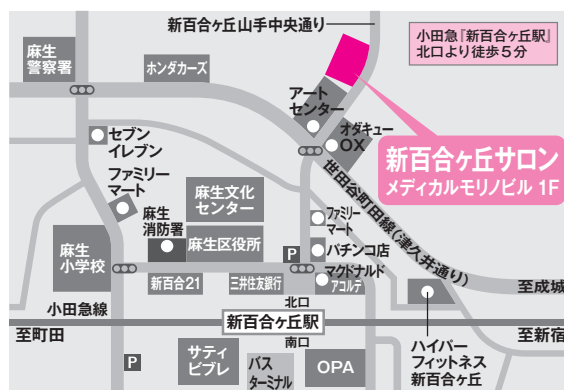 新百合ヶ丘山手中央通り
小田急『新百合ヶ丘駅』
北口より徒歩5分
麻生
警察署
ホンダカーズ
アート
センター
オダキュー
OX
セブン
イレブン
新百合ヶ丘サロン
メディカルモリノビル 1F
世田谷町田線(津久井通り)
ファミリー
マート
麻生文化
センター
麻生
消防署
麻生区役所
ファミリー
マート
パチンコ店
P
麻生
小学校
新百合21
三井住友銀行
マクドナルド
アコルデ
北口
至成城
小田急線
新百合ヶ丘駅
至町田
南口
至新宿
P
サティ
ビブレ
バス
ターミナル
OPA
ハイパー
フィットネス
新百合ヶ丘